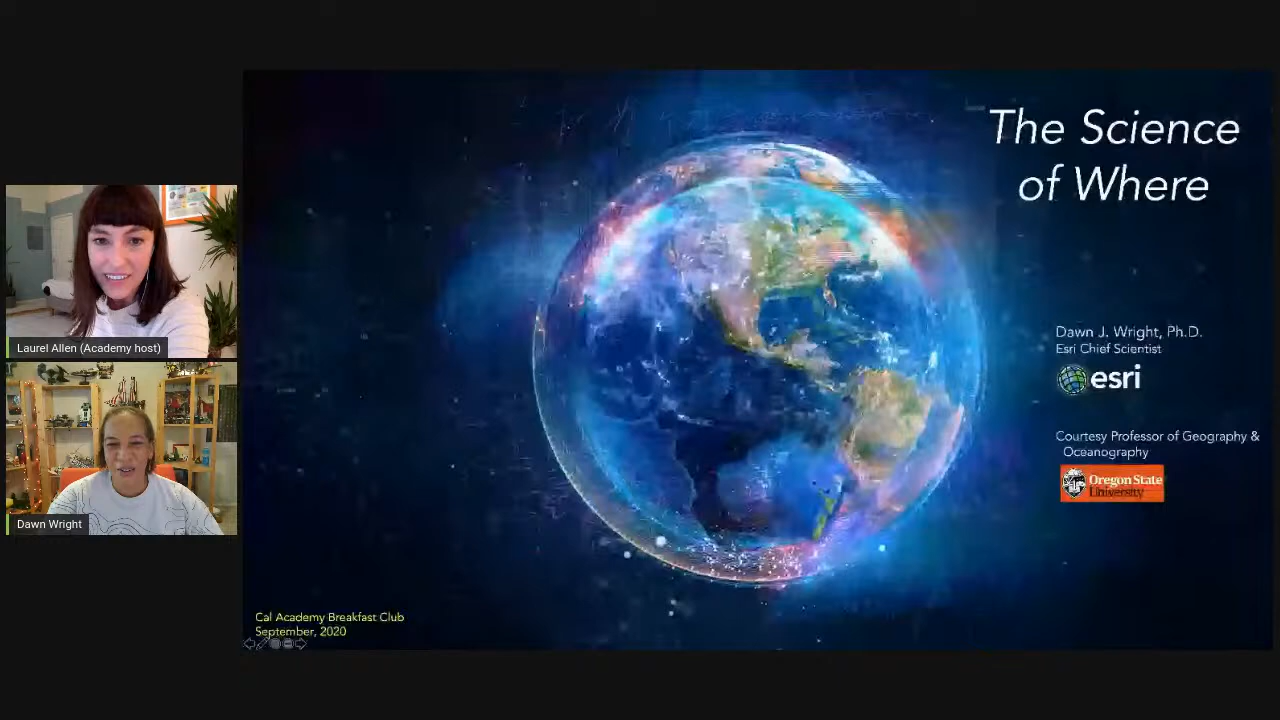 The Science
of Where
Laurel Allen (Academy host)
Dawn Wright
Dawn J. Wright, Ph.D.
Esri Chief Scientist
esri
Courtesy Professor of Geography &
Oceanography
Oregon State
University
Cal Academy Breakfast Club
September, 2020